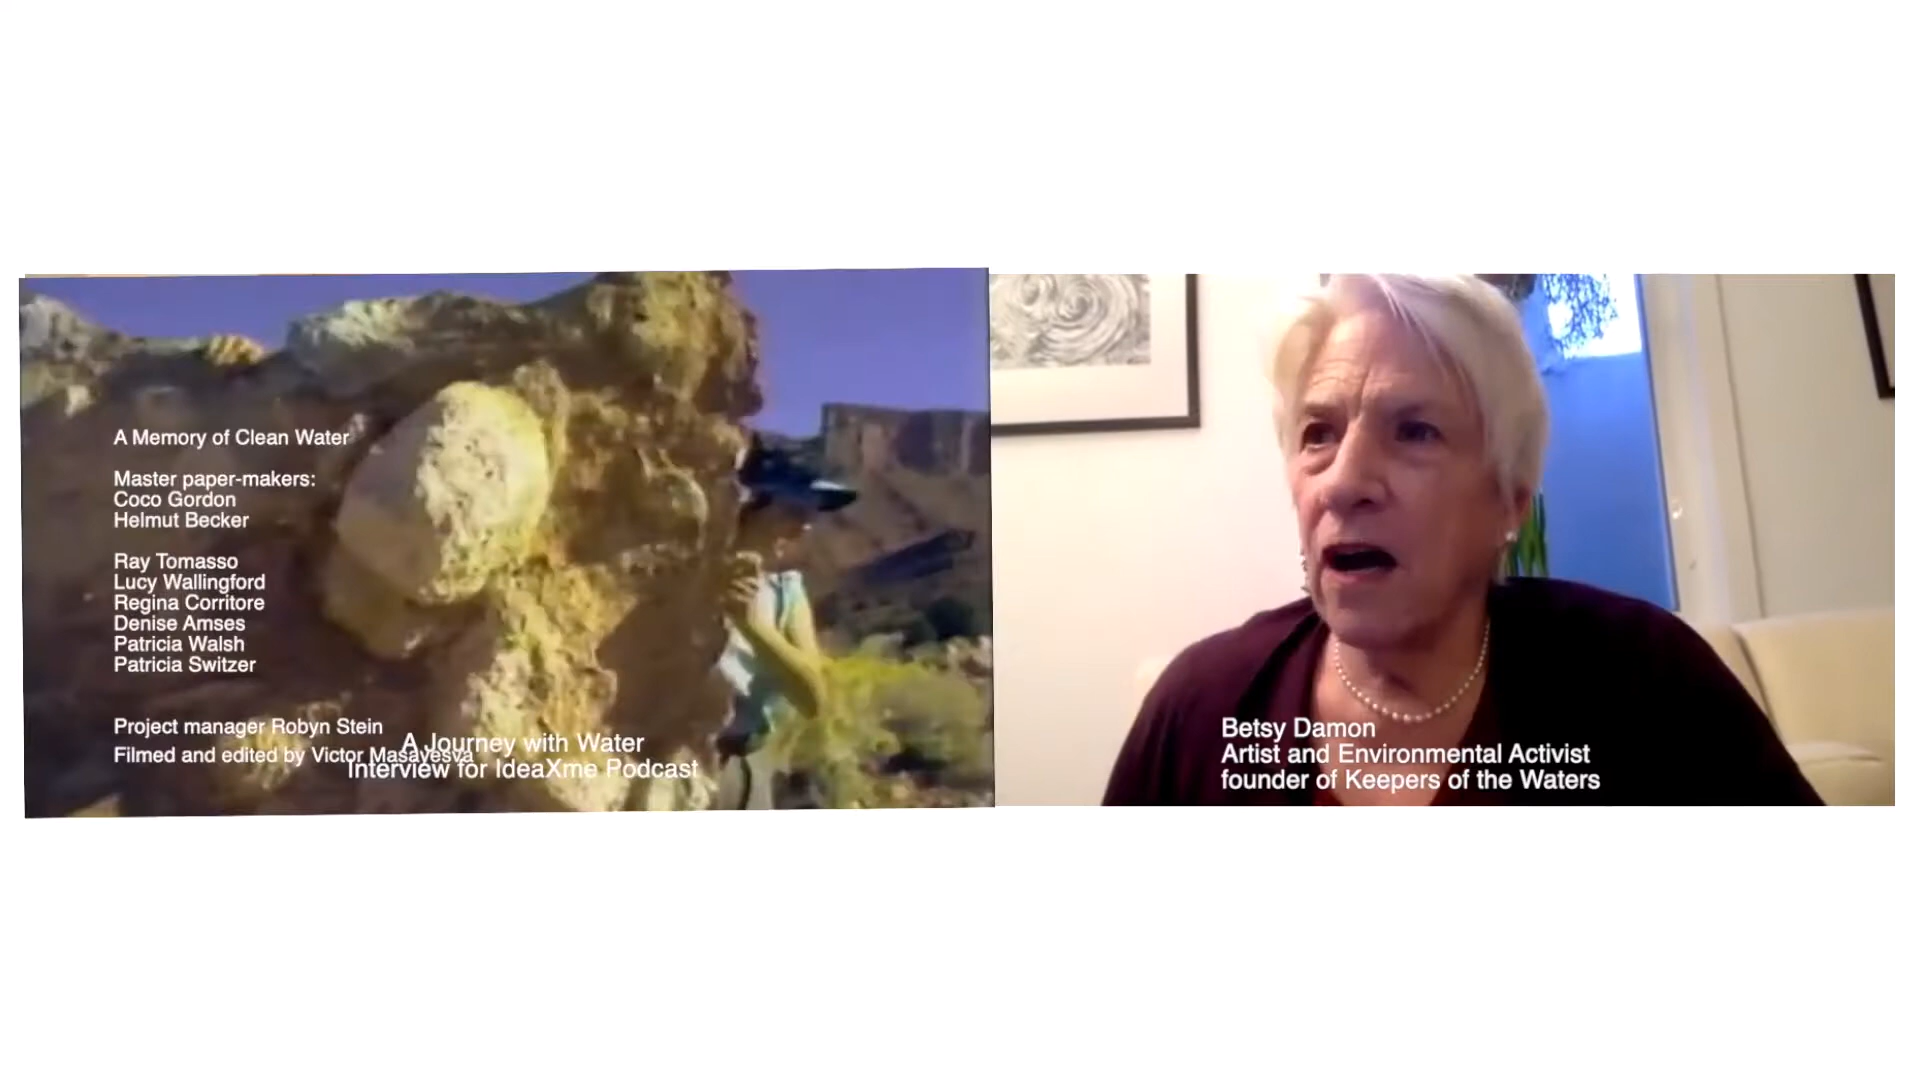 A Memory of Clean Water
Master paper-makers:
Coco Gordon
Helmut Becker
Ray Tomasso
Lucy Wallingford
Regina Corritore
Denise Amses
Patricia Walsh
Patricia Switzer
Project manager Robyn Stein
Filmed and edited by Victor Masayesva
A Journey with Water
Interview for IdeaXme Podcast
Betsy Damon
Artist and Environmental Activist
founder of Keepers of the Waters